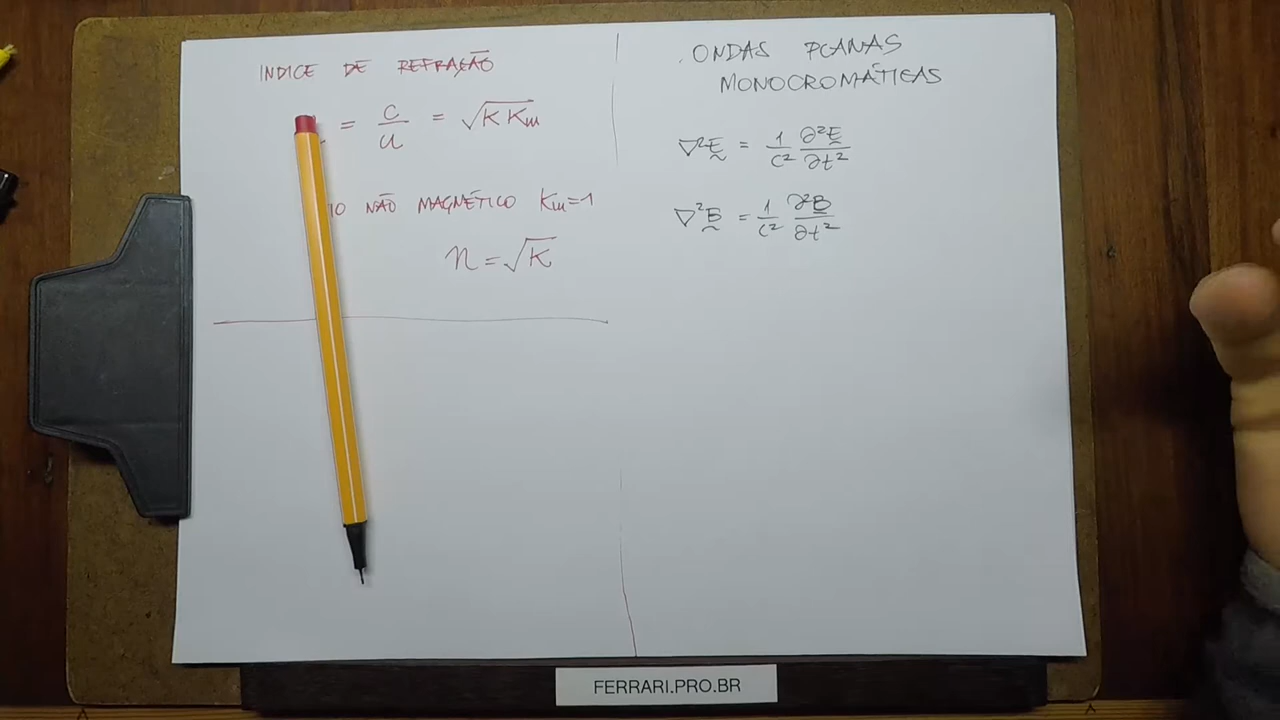 INDICE DE REFRAÇÃO
= c/u = √K Km
NÃO MAGNÉTICO Km=1
n = √K
ONDAS PLANAS
MONOCROMÁTICAS
∇²E = 1/c² ∂²E/∂t²
∇²B = 1/c² ∂²B/∂t²
FERRARI.PRO.BR